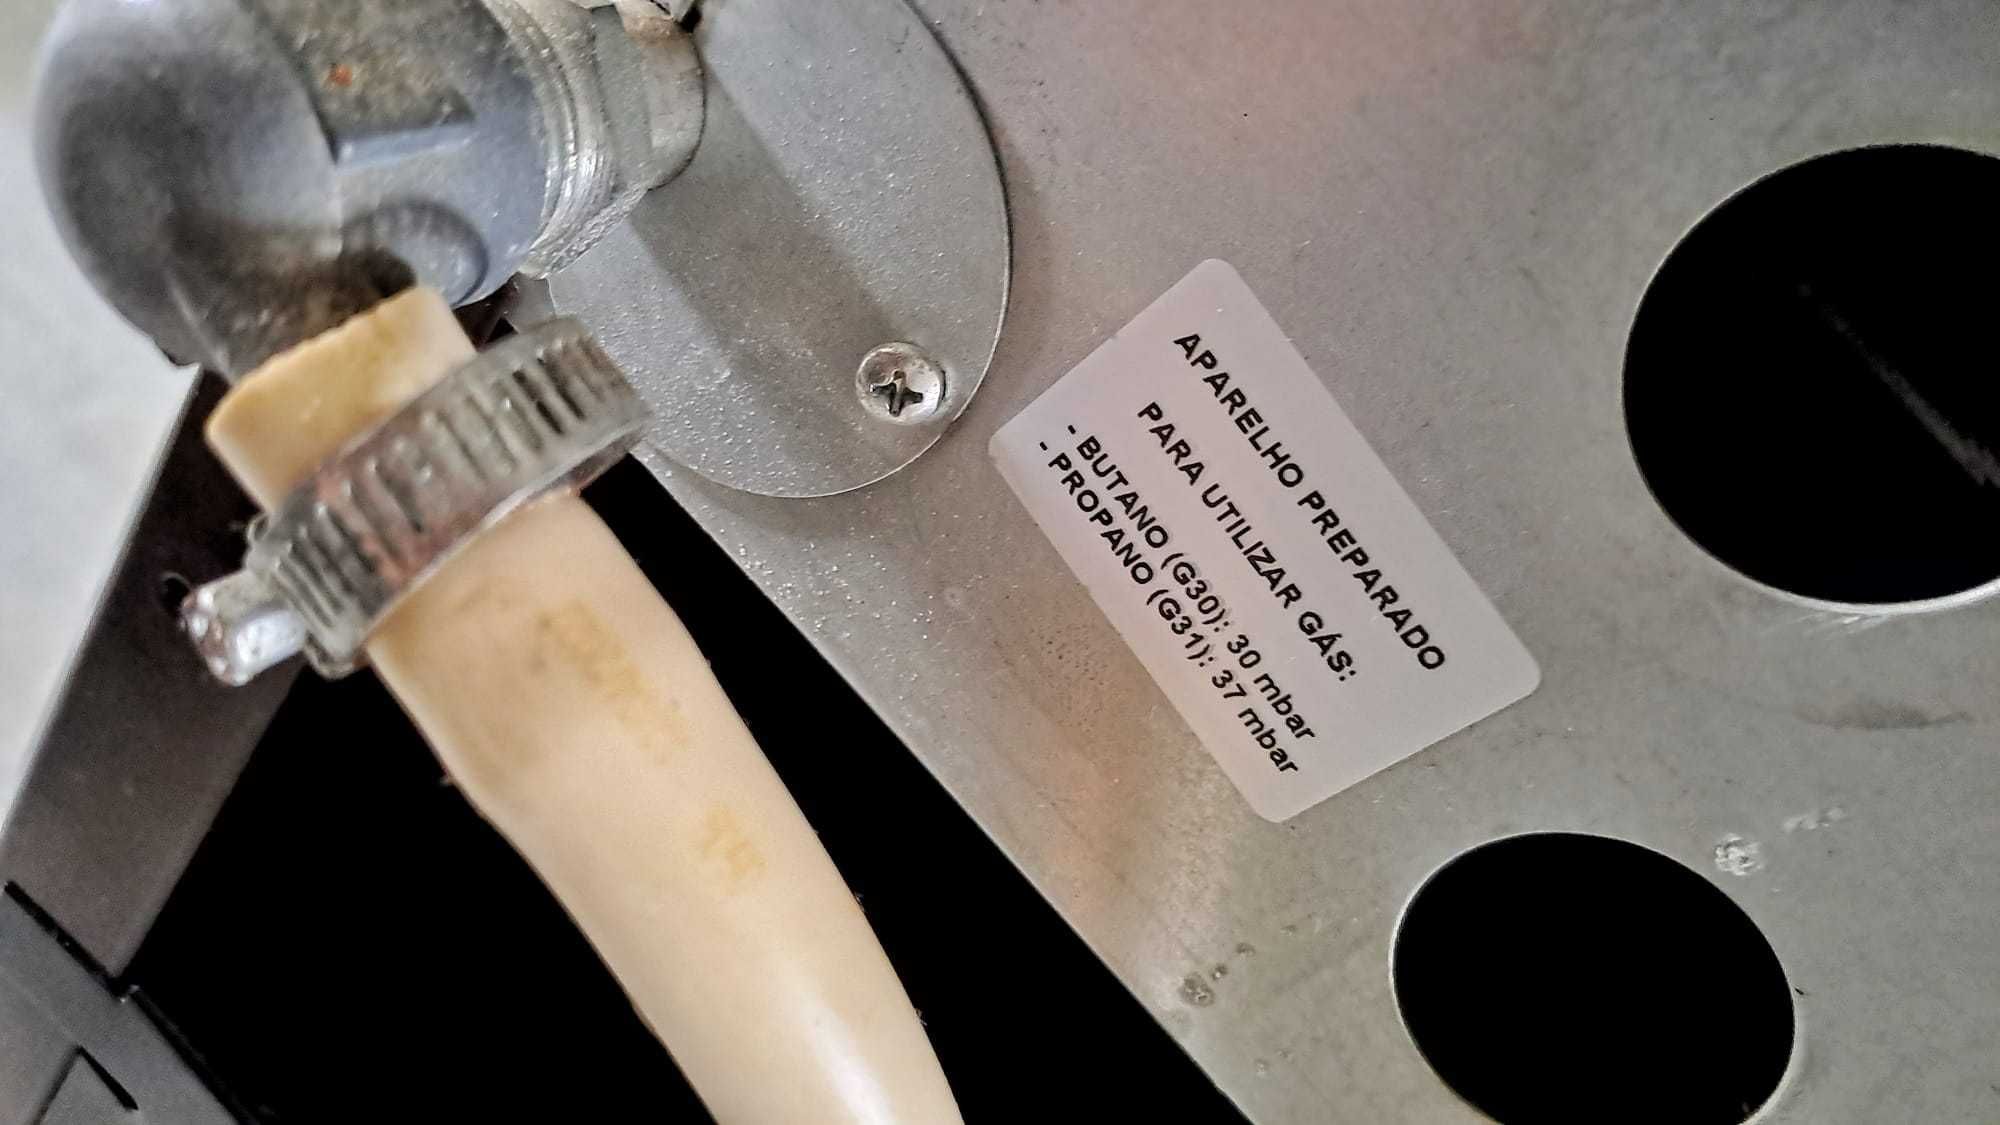 APARELHO PREPARADO
PARA UTILIZAR GÁS:
- BUTANO (G30): 30 mbar
- PROPANO (G31): 37 mbar